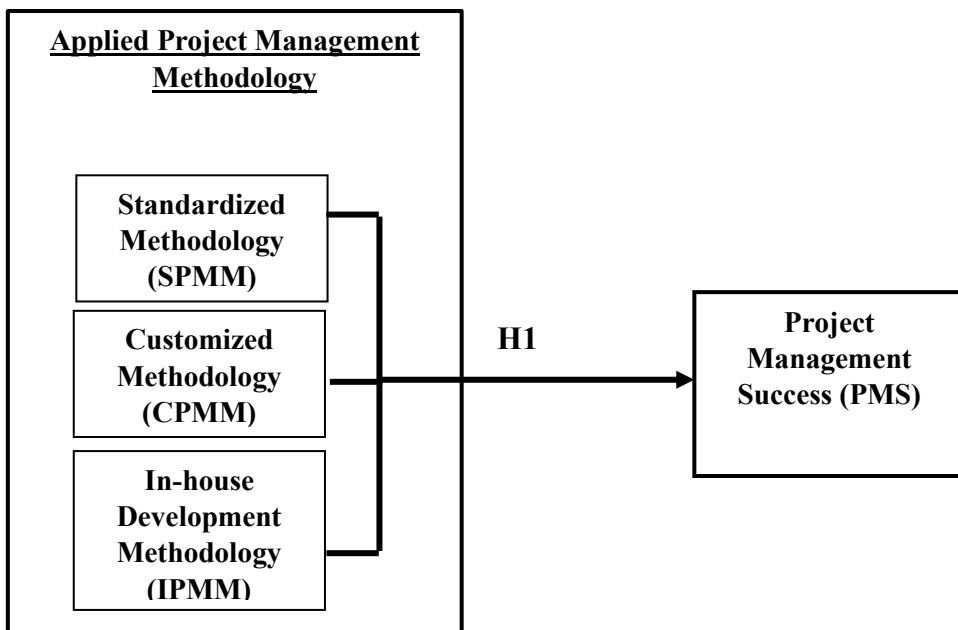 Applied Project Management
Methodology
Standardized
Methodology
(SPMM)
Customized
Methodology
(CPMM)
In-house
Development
Methodology
(IPMM)
H1
Project
Management
Success (PMS)